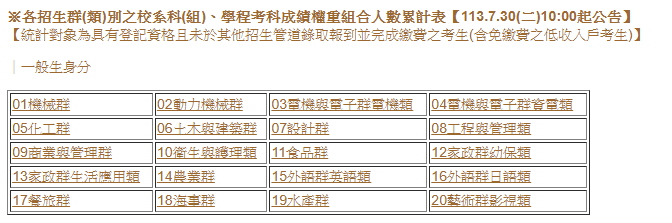 ※各招生群(類)別之校系科(組)、學程考科成績權重組合人數累計表【113.7.30(二)10:00起公告】
【統計對象為具有登記資格且未於其他招生管道錄取報到並完成繳費之考生(含免繳費之低收入戶考生)】
一般生身分
01機械群 02動力機械群 03電機與電子群電機類 04電機與電子群資電類
05化工群 06土木與建築群 07設計群 08工程與管理類
09商業與管理群 10衛生與護理類 11食品群 12家政群幼保類
13家政群生活應用類 14農業群 15外語群英語類 16外語群日語類
17餐旅群 18海事群 19水產群 20藝術群影視類